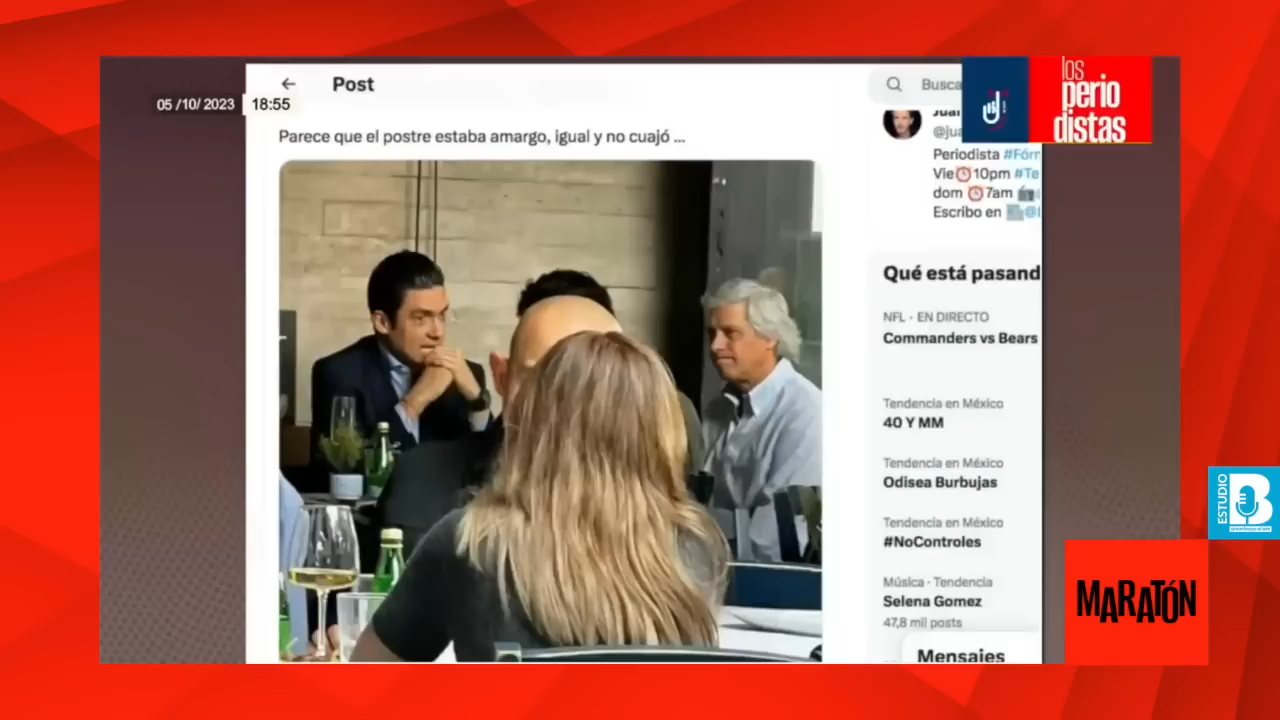 05 /10/ 2023 18:55
Post
Busca
los
perio
distas
Parece que el postre estaba amargo, igual y no cuajó ...
@jua
Periodista #Fórr
Vie⏰10pm #Te
dom ⏰7am
Escribo en
Qué está pasand
NFL · EN DIRECTO
Commanders vs Bears
Tendencia en México
40 Y MM
Tendencia en México
Odisea Burbujas
Tendencia en México
#NoControles
Música · Tendencia
Selena Gomez
47,8 mil posts
Mensajes
ESTUDIO
B
MARATÓN